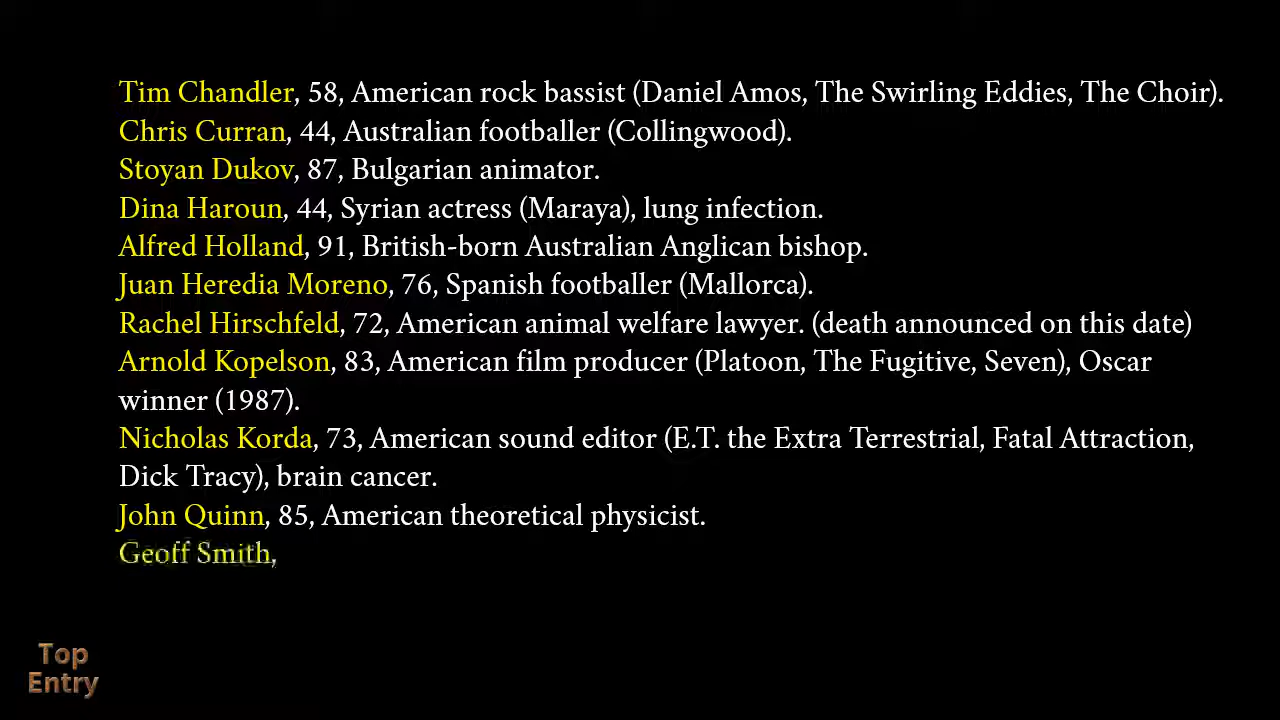 Tim Chandler, 58, American rock bassist (Daniel Amos, The Swirling Eddies, The Choir).
Chris Curran, 44, Australian footballer (Collingwood).
Stoyan Dukov, 87, Bulgarian animator.
Dina Haroun, 44, Syrian actress (Maraya), lung infection.
Alfred Holland, 91, British-born Australian Anglican bishop.
Juan Heredia Moreno, 76, Spanish footballer (Mallorca).
Rachel Hirschfeld, 72, American animal welfare lawyer. (death announced on this date)
Arnold Kopelson, 83, American film producer (Platoon, The Fugitive, Seven), Oscar
winner (1987).
Nicholas Korda, 73, American sound editor (E.T. the Extra Terrestrial, Fatal Attraction,
Dick Tracy), brain cancer.
John Quinn, 85, American theoretical physicist.
Geoff Smith,
Top
Entry